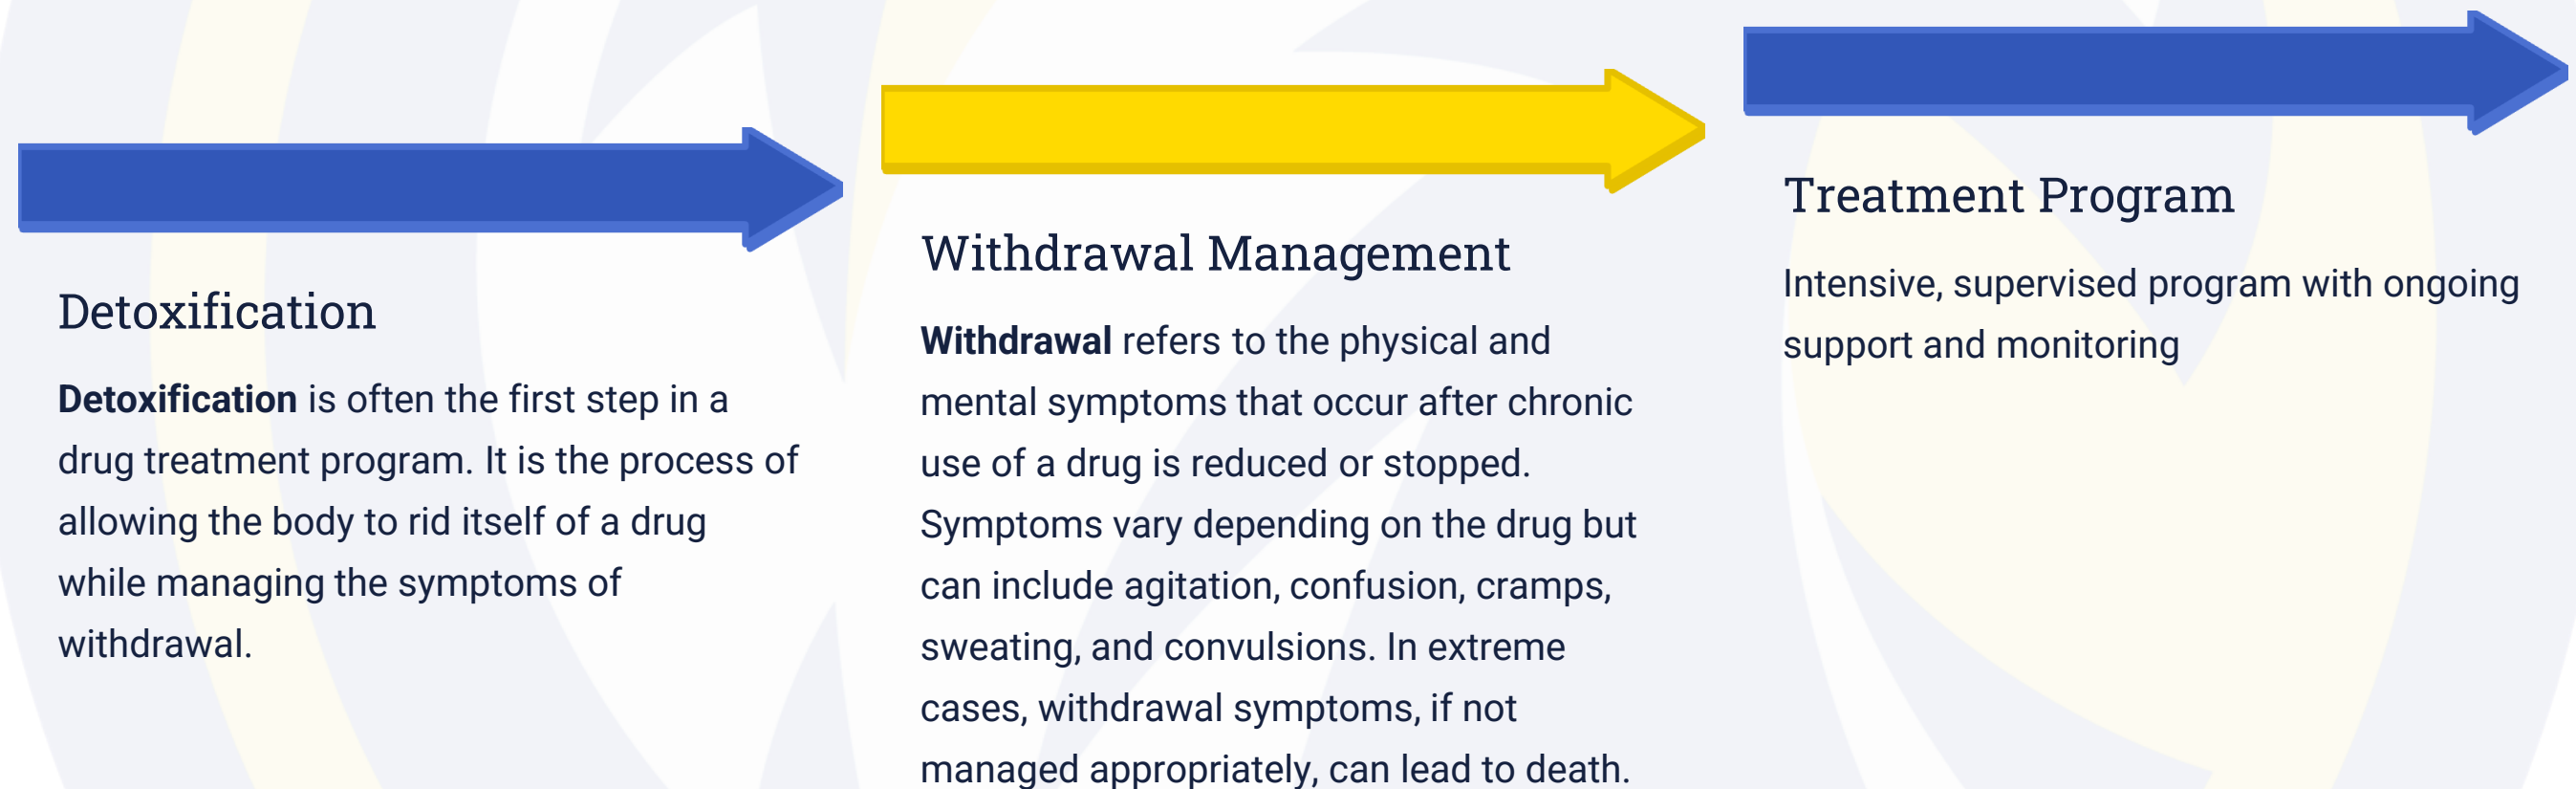 Detoxification
Detoxification is often the first step in a
drug treatment program. It is the process of
allowing the body to rid itself of a drug
while managing the symptoms of
withdrawal.
Withdrawal Management
Withdrawal refers to the physical and
mental symptoms that occur after chronic
use of a drug is reduced or stopped.
Symptoms vary depending on the drug but
can include agitation, confusion, cramps,
sweating, and convulsions. In extreme
cases, withdrawal symptoms, if not
managed appropriately, can lead to death.
Treatment Program
Intensive, supervised program with ongoing
support and monitoring